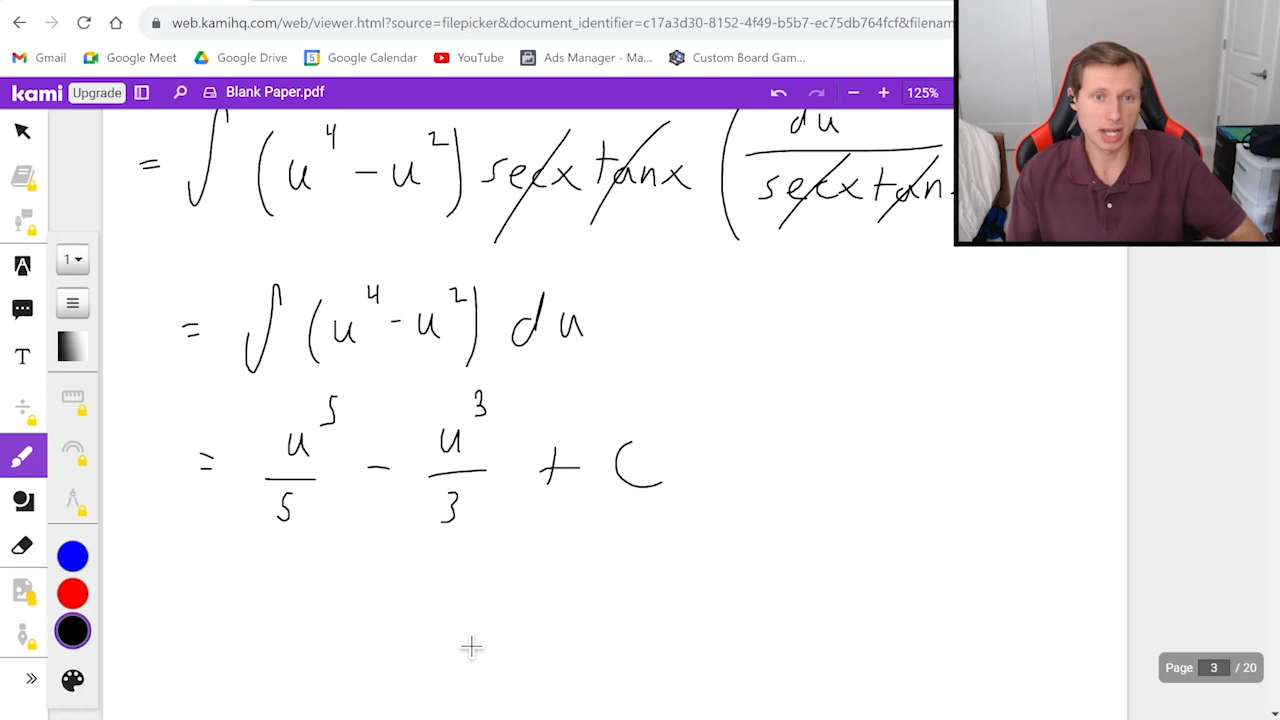 web.kamihq.com/web/viewer.html?source=filepicker&document_identifier=c17a3d30-8152-4f49-b5b7-ec75db764fcf&filenam
Gmail Google Meet Google Drive 5 Google Calendar YouTube Ads Manager - Ma... Custom Board Gam...
kami Upgrade Blank Paper.pdf 125%
= ∫ (u⁴ - u²) secx tanx ( du / secx tan
1
= ∫ (u⁴ - u²) du
T
= u⁵/5 - u³/3 + C
Page 3 / 20